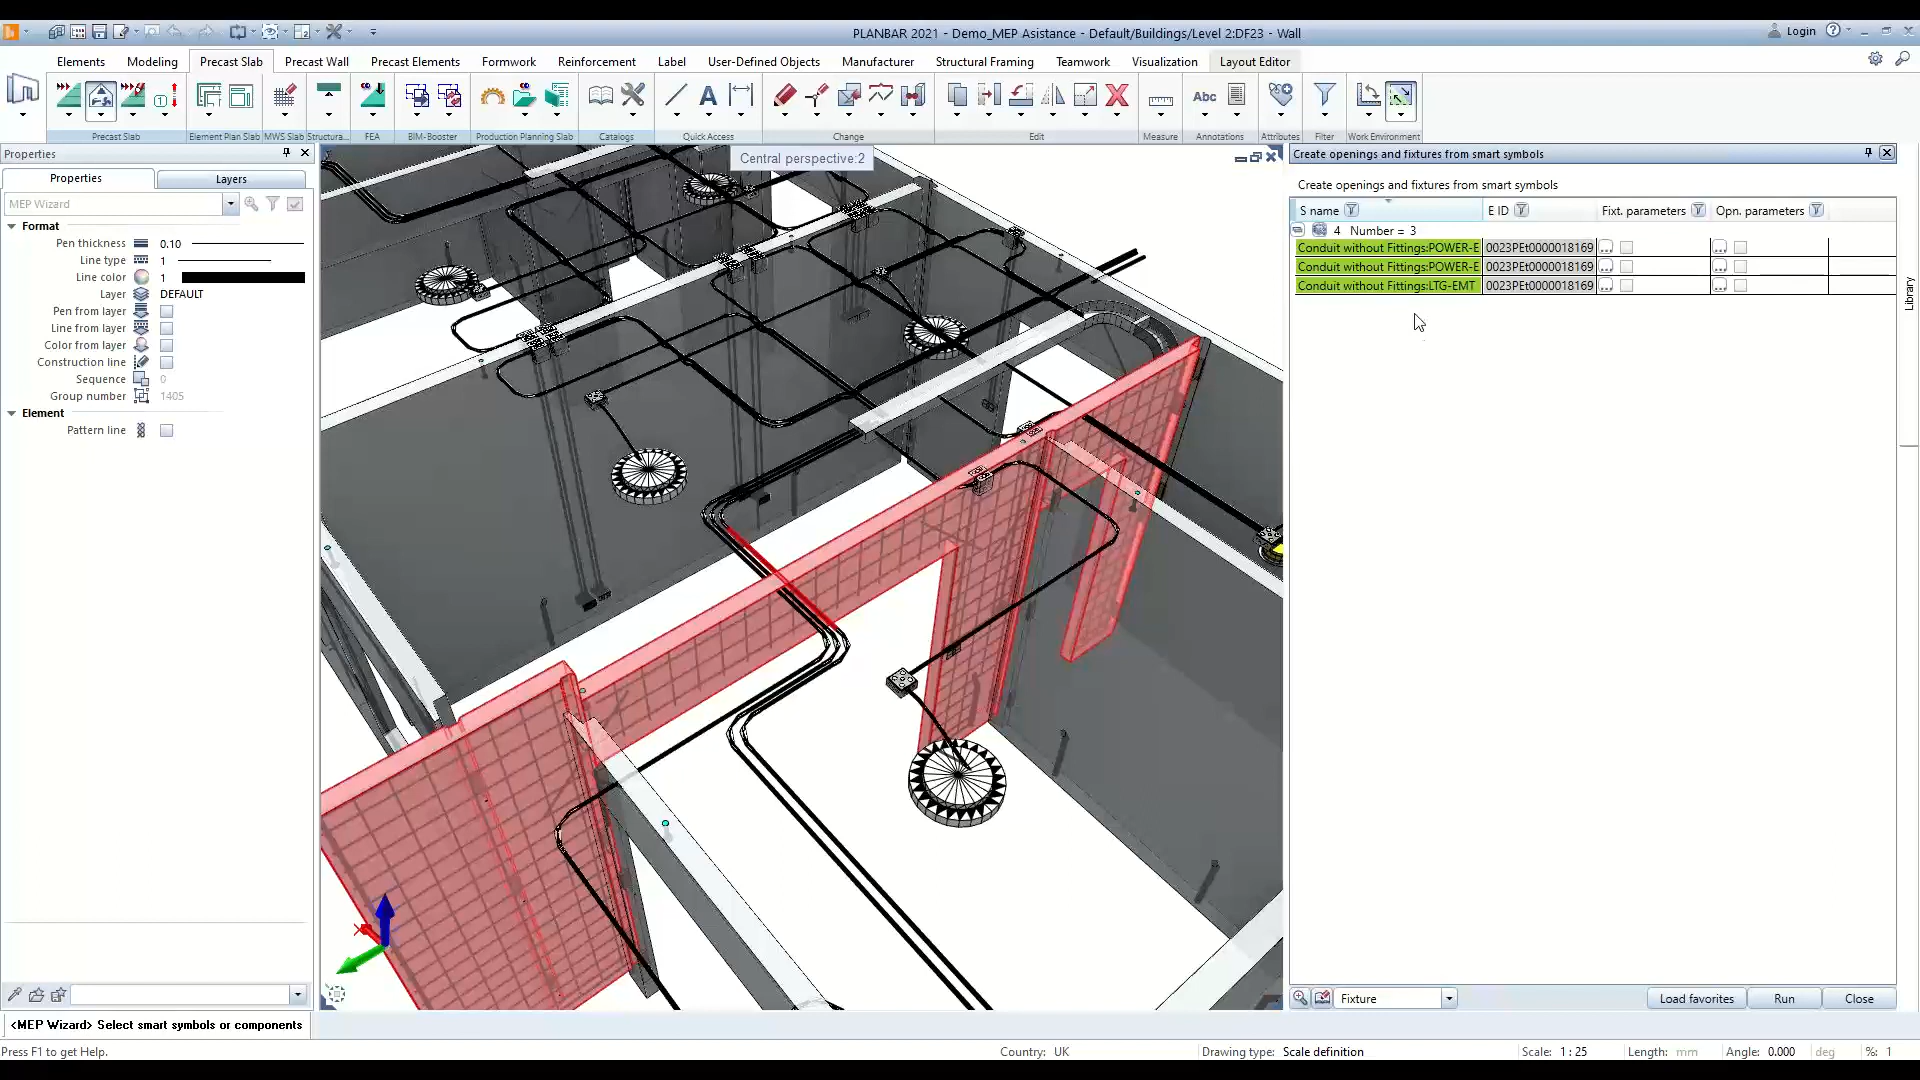 PLANBAR 2021 - Demo_MEP Asistance - Default/Buildings/Level 2:DF23 - Wall
Login
Elements Modeling Precast Slab Precast Wall Precast Elements Formwork Reinforcement Label User-Defined Objects Manufacturer Structural Framing Teamwork Visualization Layout Editor
Abc
Precast Slab Element Plan Slab MWS Slab Structura... FEA BIM-Booster Production Planning Slab Catalogs Quick Access Change Edit Measure Annotations Attributes Filter Work Environment
Properties
Properties Layers
MEP Wizard
Format
Pen thickness 0.10
Line type 1
Line color 1
Layer DEFAULT
Pen from layer
Line from layer
Color from layer
Construction line
Sequence 0
Group number 1405
Element
Pattern line
<MEP Wizard> Select smart symbols or components
Central perspective:2
Create openings and fixtures from smart symbols
Create openings and fixtures from smart symbols
S name E ID Fixt. parameters Opn. parameters
4 Number = 3
Conduit without Fittings:POWER-E 0023PEt0000018169 ... ...
Conduit without Fittings:POWER-E 0023PEt0000018169 ... ...
Conduit without Fittings:LTG-EMT 0023PEt0000018169 ... ...
Library
Fixture Load favorites Run Close
Press F1 to get Help. Country: UK Drawing type: Scale definition Scale: 1 : 25 Length: mm Angle: 0.000 deg %: 1